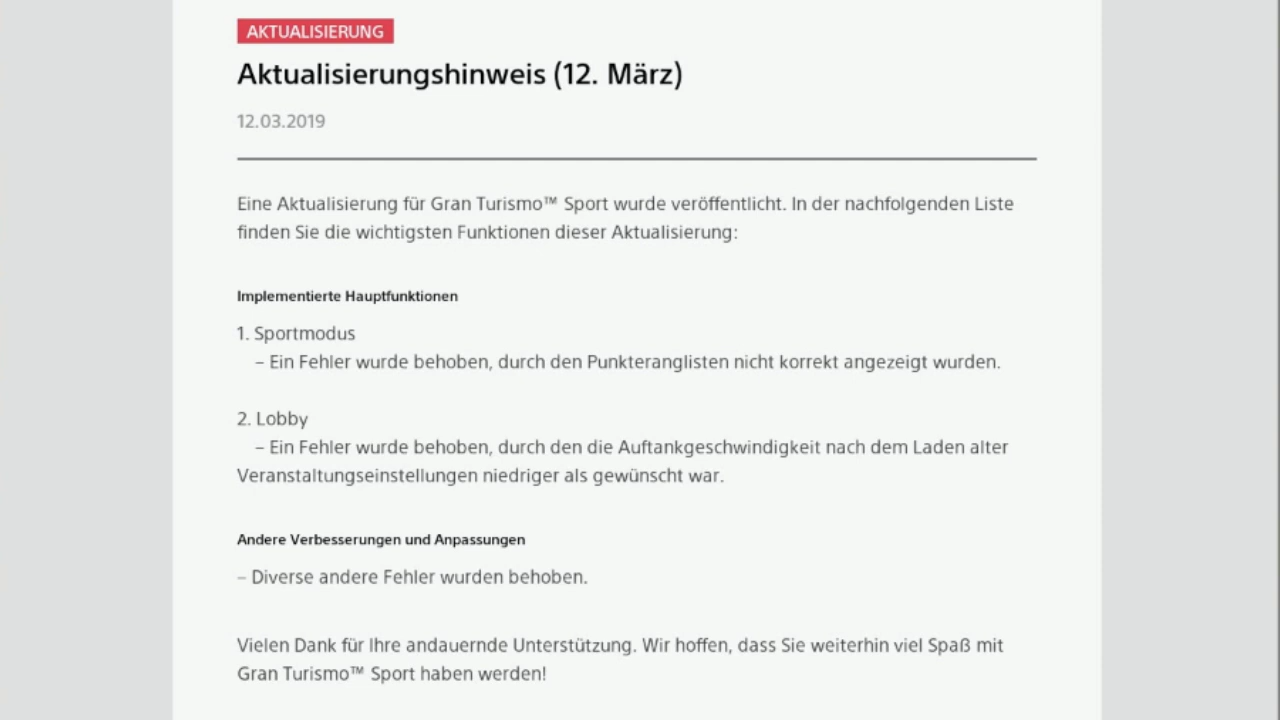 AKTUALISIERUNG
Aktualisierungshinweis (12. März)
12.03.2019
Eine Aktualisierung für Gran Turismo™ Sport wurde veröffentlicht. In der nachfolgenden Liste
finden Sie die wichtigsten Funktionen dieser Aktualisierung:
Implementierte Hauptfunktionen
1. Sportmodus
– Ein Fehler wurde behoben, durch den Punkteranglisten nicht korrekt angezeigt wurden.
2. Lobby
– Ein Fehler wurde behoben, durch den die Auftankgeschwindigkeit nach dem Laden alter
Veranstaltungseinstellungen niedriger als gewünscht war.
Andere Verbesserungen und Anpassungen
– Diverse andere Fehler wurden behoben.
Vielen Dank für Ihre andauernde Unterstützung. Wir hoffen, dass Sie weiterhin viel Spaß mit
Gran Turismo™ Sport haben werden!